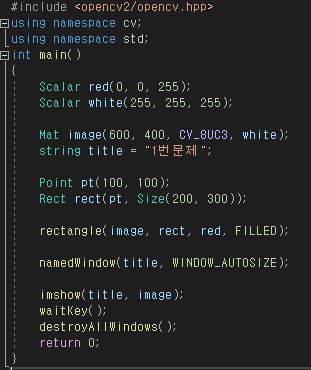 #include <opencv2/opencv.hpp>
using namespace cv;
using namespace std;
int main()
{
Scalar red(0, 0, 255);
Scalar white(255, 255, 255);
Mat image(600, 400, CV_8UC3, white);
string title = "1번문제";
Point pt(100, 100);
Rect rect(pt, Size(200, 300));
rectangle(image, rect, red, FILLED);
namedWindow(title, WINDOW_AUTOSIZE);
imshow(title, image);
waitKey();
destroyAllWindows();
return 0;
}